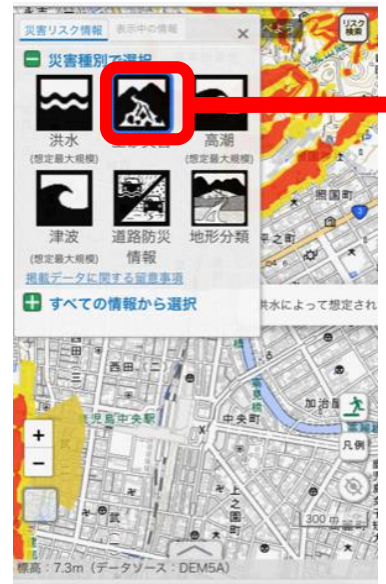 災害リスク情報 表示中の情報 ×
リスク
検索
災害種別で選択
洪水
(想定最大規模)
高潮
(想定最大規模)
津波
(想定最大規模)
道路防災
情報
地形分類
掲載データに関する留意事項
すべての情報から選択
照国町
平之町
洪水によって想定され
西田
(二)
鹿児島中央駅
中央町
加治屋
上之園町
武
凡例
+
−
300 m
標高：7.3m（データソース：DEM5A）